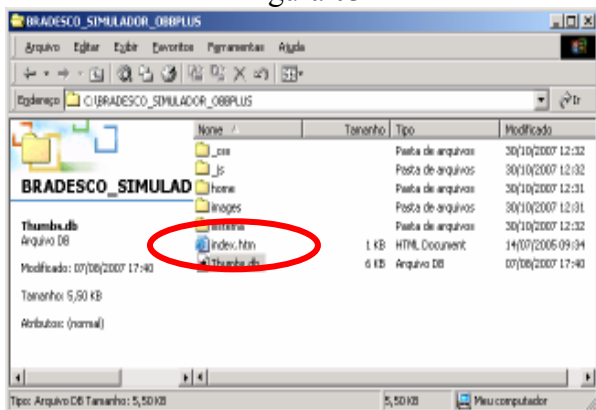 BRADESCO_SIMULADOR_OBBPLUS
Arquivo Editar Exibir Favoritos Ferramentas Ajuda
Endereço C:\BRADESCO_SIMULADOR_OBBPLUS Ir
Nome Tamanho Tipo Modificado
_css Pasta de arquivos 30/10/2007 12:32
_js Pasta de arquivos 30/10/2007 12:32
home Pasta de arquivos 30/10/2007 12:31
images Pasta de arquivos 30/10/2007 12:31
Pasta de arquivos 30/10/2007 12:32
index.htm 1 KB HTML Document 14/07/2005 09:34
Thumbs.db 6 KB Arquivo DB 07/08/2007 17:40
BRADESCO_SIMULAD
Thumbs.db
Arquivo DB
Modificado: 07/08/2007 17:40
Tamanho: 5,50 KB
Atributos: (normal)
Tipo: Arquivo DB Tamanho: 5,50 KB 5,50 KB Meu computador